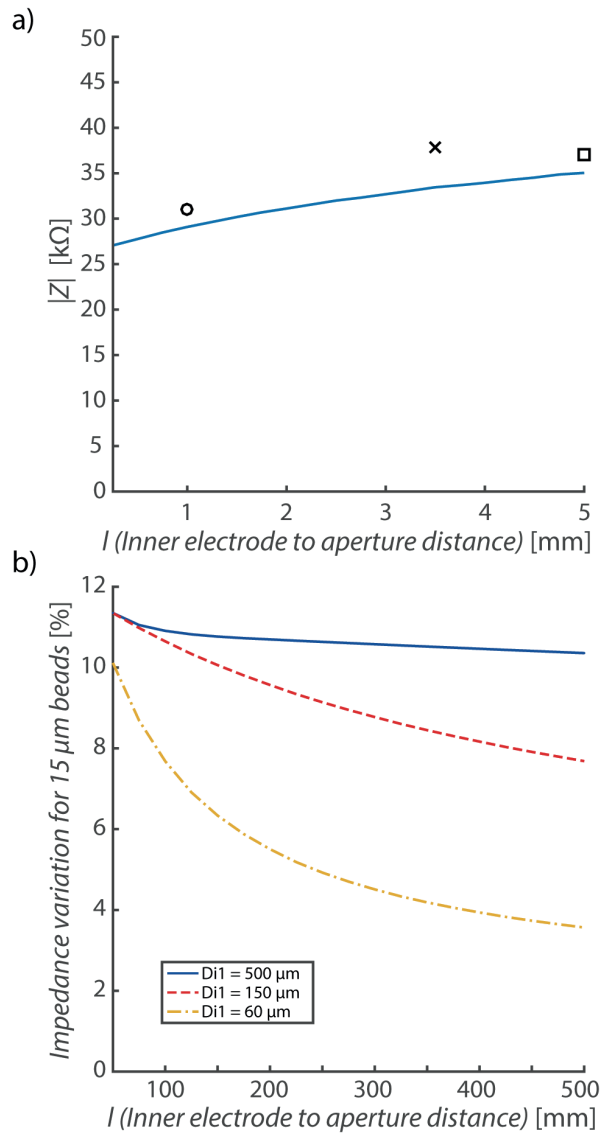 a)
50
45
40
35
30
25
20
15
10
5
0
|Z| [kΩ]
1 2 3 4 5
l (Inner electrode to aperture distance) [mm]
b)
12
10
8
6
4
2
0
Impedance variation for 15 µm beads [%]
Di1 = 500 µm
Di1 = 150 µm
Di1 = 60 µm
100 200 300 400 500
l (Inner electrode to aperture distance) [mm]